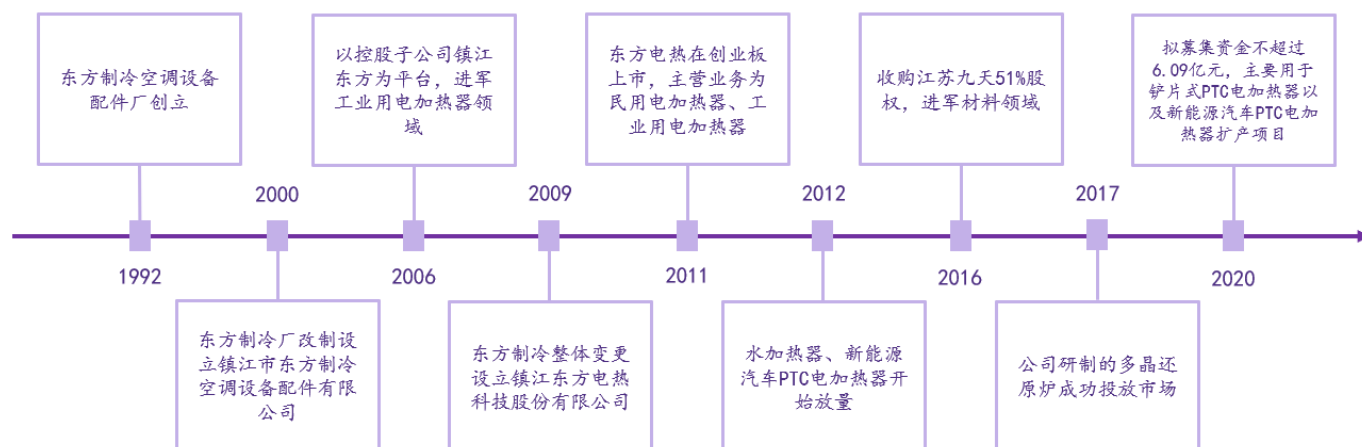 东方制冷空调设备
配件厂创立
以控股子公司镇江
东方为平台，进军
工业用电加热器领
域
东方电热在创业板
上市，主营业务为
民用电加热器、工
业用电加热器
收购江苏九天51%股
权，进军材料领域
拟募集资金不超过
6.09亿元，主要用于
铲片式PTC电加热器以
及新能源汽车PTC电加
热器扩产项目
2000
2009
2012
2017
1992
2006
2011
2016
2020
东方制冷厂改制设
立镇江市东方制冷
空调设备配件有限
公司
东方制冷整体变更
设立镇江东方电热
科技股份有限公司
水加热器、新能源
汽车PTC电加热器开
始放量
公司研制的多晶还
原炉成功投放市场